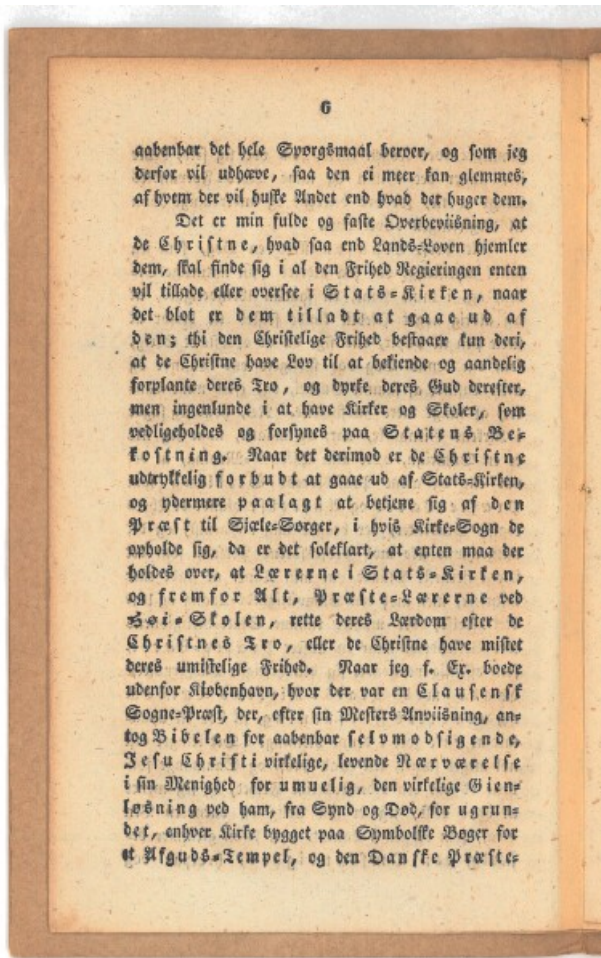 6
aabenbar det hele Spørgsmaal beroer, og som jeg
derfor vil udhæve, saa den ei meer kan glemmes,
af hvem der vil huske Andet end hvad der huger dem.
Det er min fulde og faste Overbeviisning, at
de Christne, hvad saa end Lands-Loven hjemler
dem, skal finde sig i al den Frihed Regieringen enten
vil tillade eller oversee i Stats-Kirken, naar
det blot er dem tilladt at gaae ud af
den; thi den Christelige Frihed bestaaer kun deri,
at de Christne have Lov til at bekiende og aandelig
forplante deres Tro, og dyrke deres Gud derefter,
men ingenlunde i at have Kirker og Skoler, som
vedligeholdes og forsynes paa Statens Be-
kostning. Naar det derimod er de Christne
udtrykkelig forbudt at gaae ud af Stats-Kirken,
og ydermere paalagt at betjene sig af den
Præst til Sjæle-Sørger, i hvis Kirke-Sogn de
opholde sig, da er det soleklart, at enten maa der
holdes over, at Lærerne i Stats-Kirken,
og fremfor Alt, Præste-Lærerne ved
Høi-Skolen, rette deres Lærdom efter de
Christnes Tro, eller de Christne have mistet
deres umistelige Frihed. Naar jeg f. Ex. boede
udenfor Kiøbenhavn, hvor der var en Clausensk
Sogne-Præst, der, efter sin Mesters Anviisning, an-
tog Bibelen for aabenbar selvmodsigende,
Jesu Christi virkelige, levende Nærværelse
i sin Menighed for umuelig, den virkelige Gien-
løsning ved ham, fra Synd og Død, for ugrun-
det, enhver Kirke bygget paa Symbolske Bøger for
et Afguds-Tempel, og den Danske Præste-